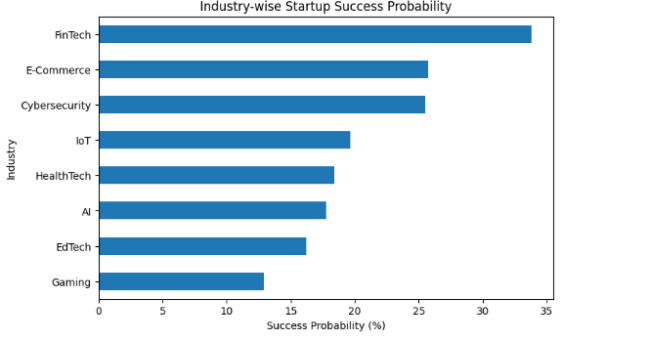 Industry-wise Startup Success Probability
FinTech
E-Commerce
Cybersecurity
IoT
HealthTech
AI
EdTech
Gaming
Industry
0 5 10 15 20 25 30 35
Success Probability (%)